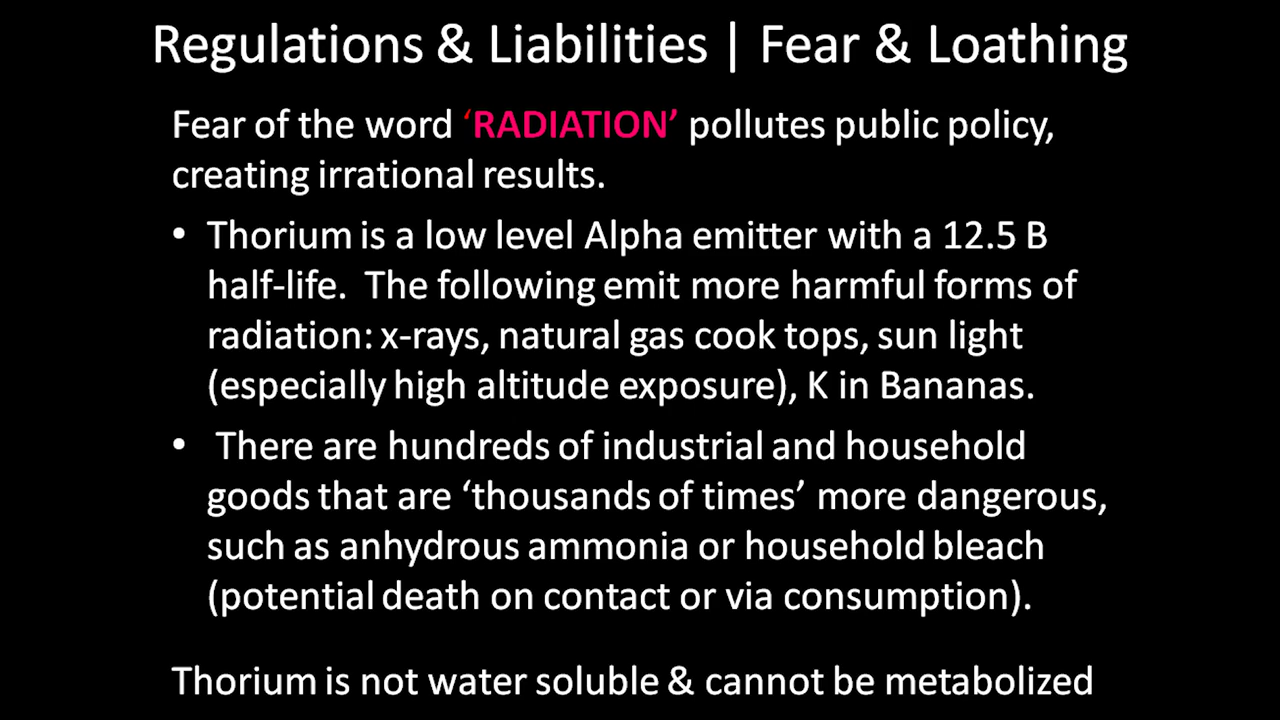 Regulations & Liabilities | Fear & Loathing
Fear of the word ‘RADIATION’ pollutes public policy,
creating irrational results.
• Thorium is a low level Alpha emitter with a 12.5 B
half-life.  The following emit more harmful forms of
radiation: x-rays, natural gas cook tops, sun light
(especially high altitude exposure), K in Bananas.
•  There are hundreds of industrial and household
goods that are ‘thousands of times’ more dangerous,
such as anhydrous ammonia or household bleach
(potential death on contact or via consumption).
Thorium is not water soluble & cannot be metabolized